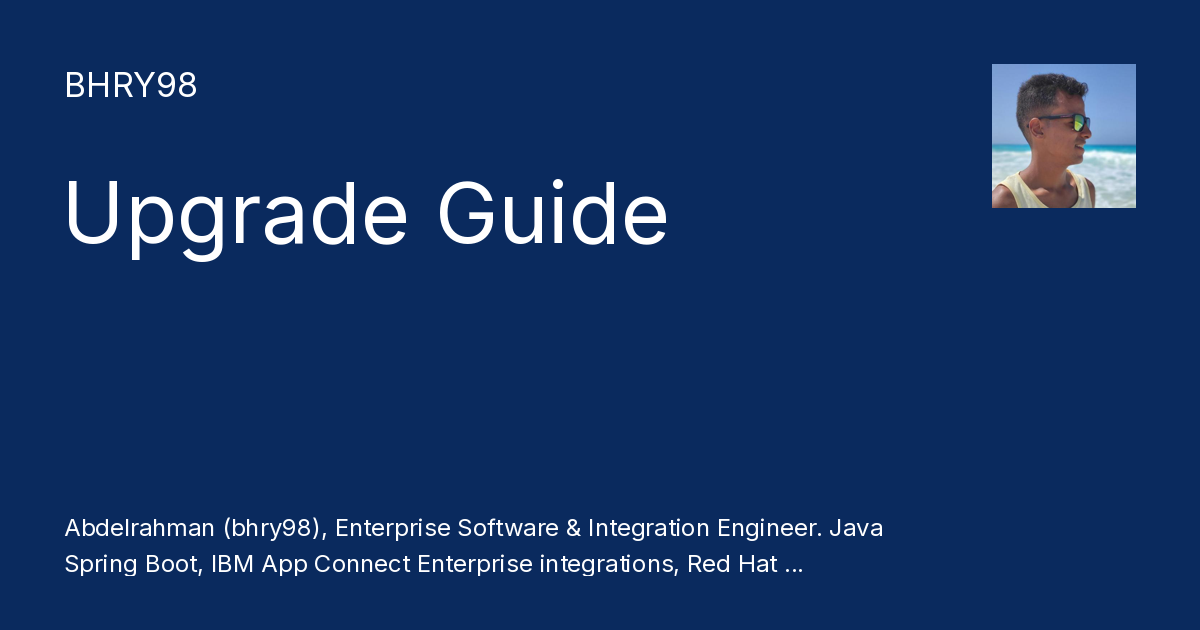 BHRY98
Upgrade Guide
Abdelrahman (bhry98), Enterprise Software & Integration Engineer. Java
Spring Boot, IBM App Connect Enterprise integrations, Red Hat ...